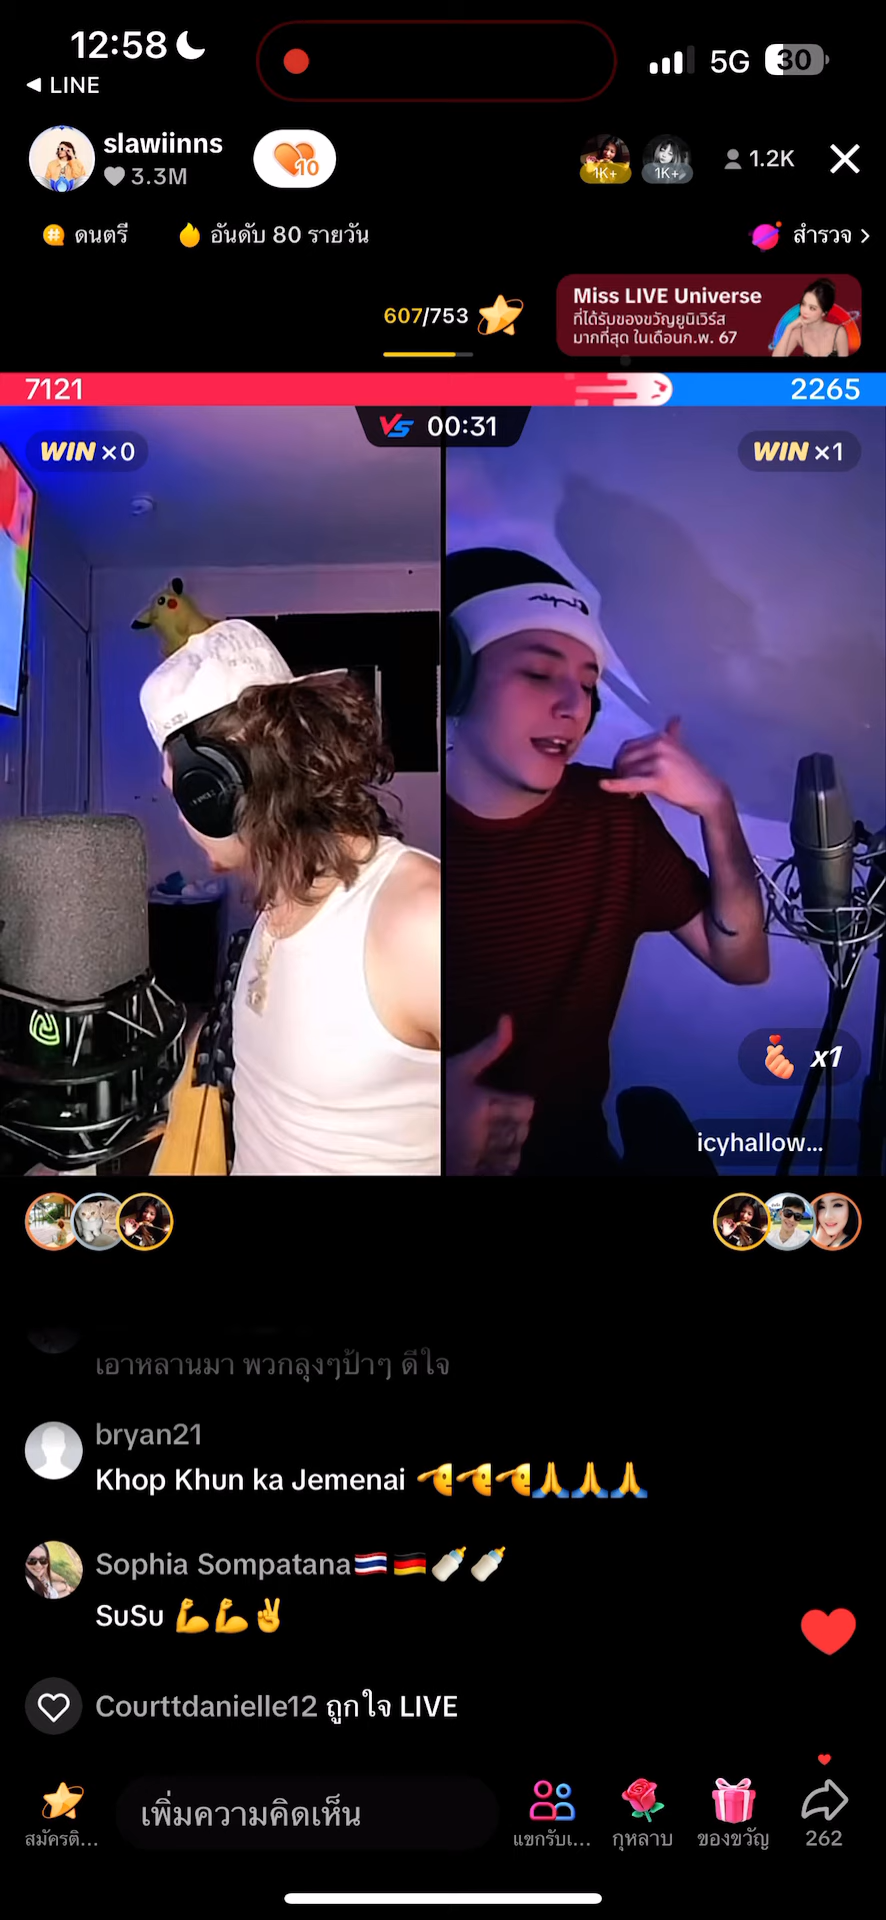 12:58
5G
30
LINE
slawiinns
3.3M
10
1K+
1K+
1.2K
ดนตรี
อันดับ 80 รายวัน
สำรวจ
607/753
Miss LIVE Universe
ที่ได้รับของขวัญยูนิเวิร์ส
มากที่สุด ในเดือนก.พ. 67
7121
2265
VS 00:31
WIN x0
WIN x1
x1
icyhallow...
เอาหลานมา พวกลุงๆป้าๆ ดีใจ
bryan21
Khop Khun ka Jemenai
Sophia Sompatana
SuSu
Courttdanielle12 ถูกใจ LIVE
สมัครติ...
เพิ่มความคิดเห็น
แขกรับเ...
กุหลาบ
ของขวัญ
262